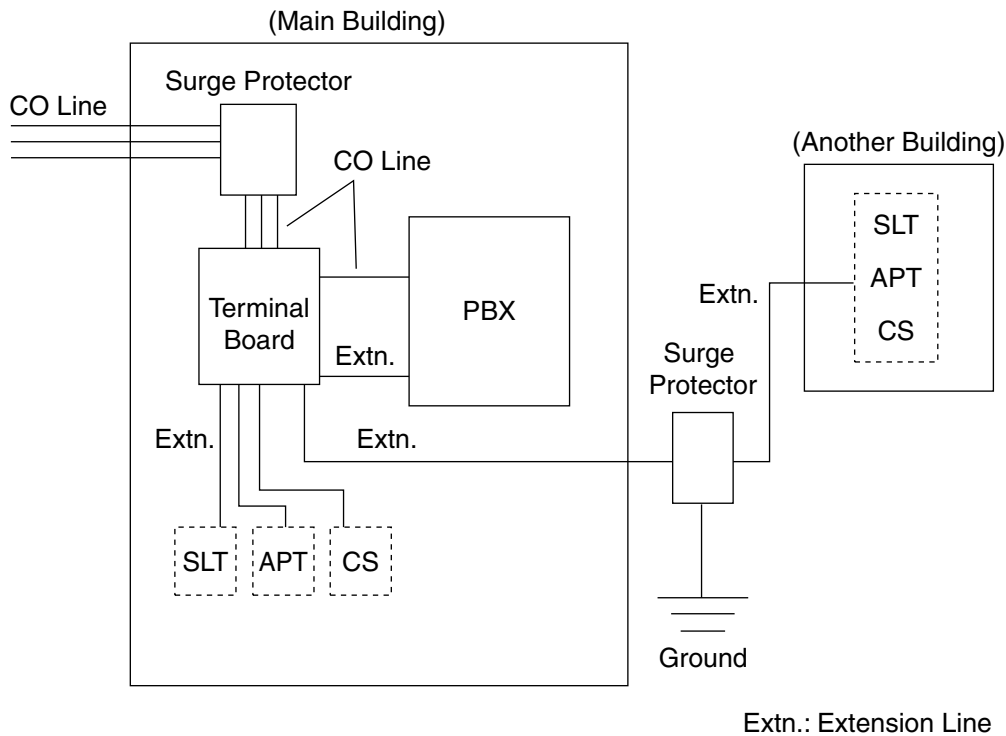 (Main Building)
Surge Protector
CO Line
CO Line
(Another Building)
SLT
APT
CS
Extn.
Terminal
Board
PBX
Extn.
Surge
Protector
Extn.
Extn.
SLT
APT
CS
Ground
Extn.: Extension Line